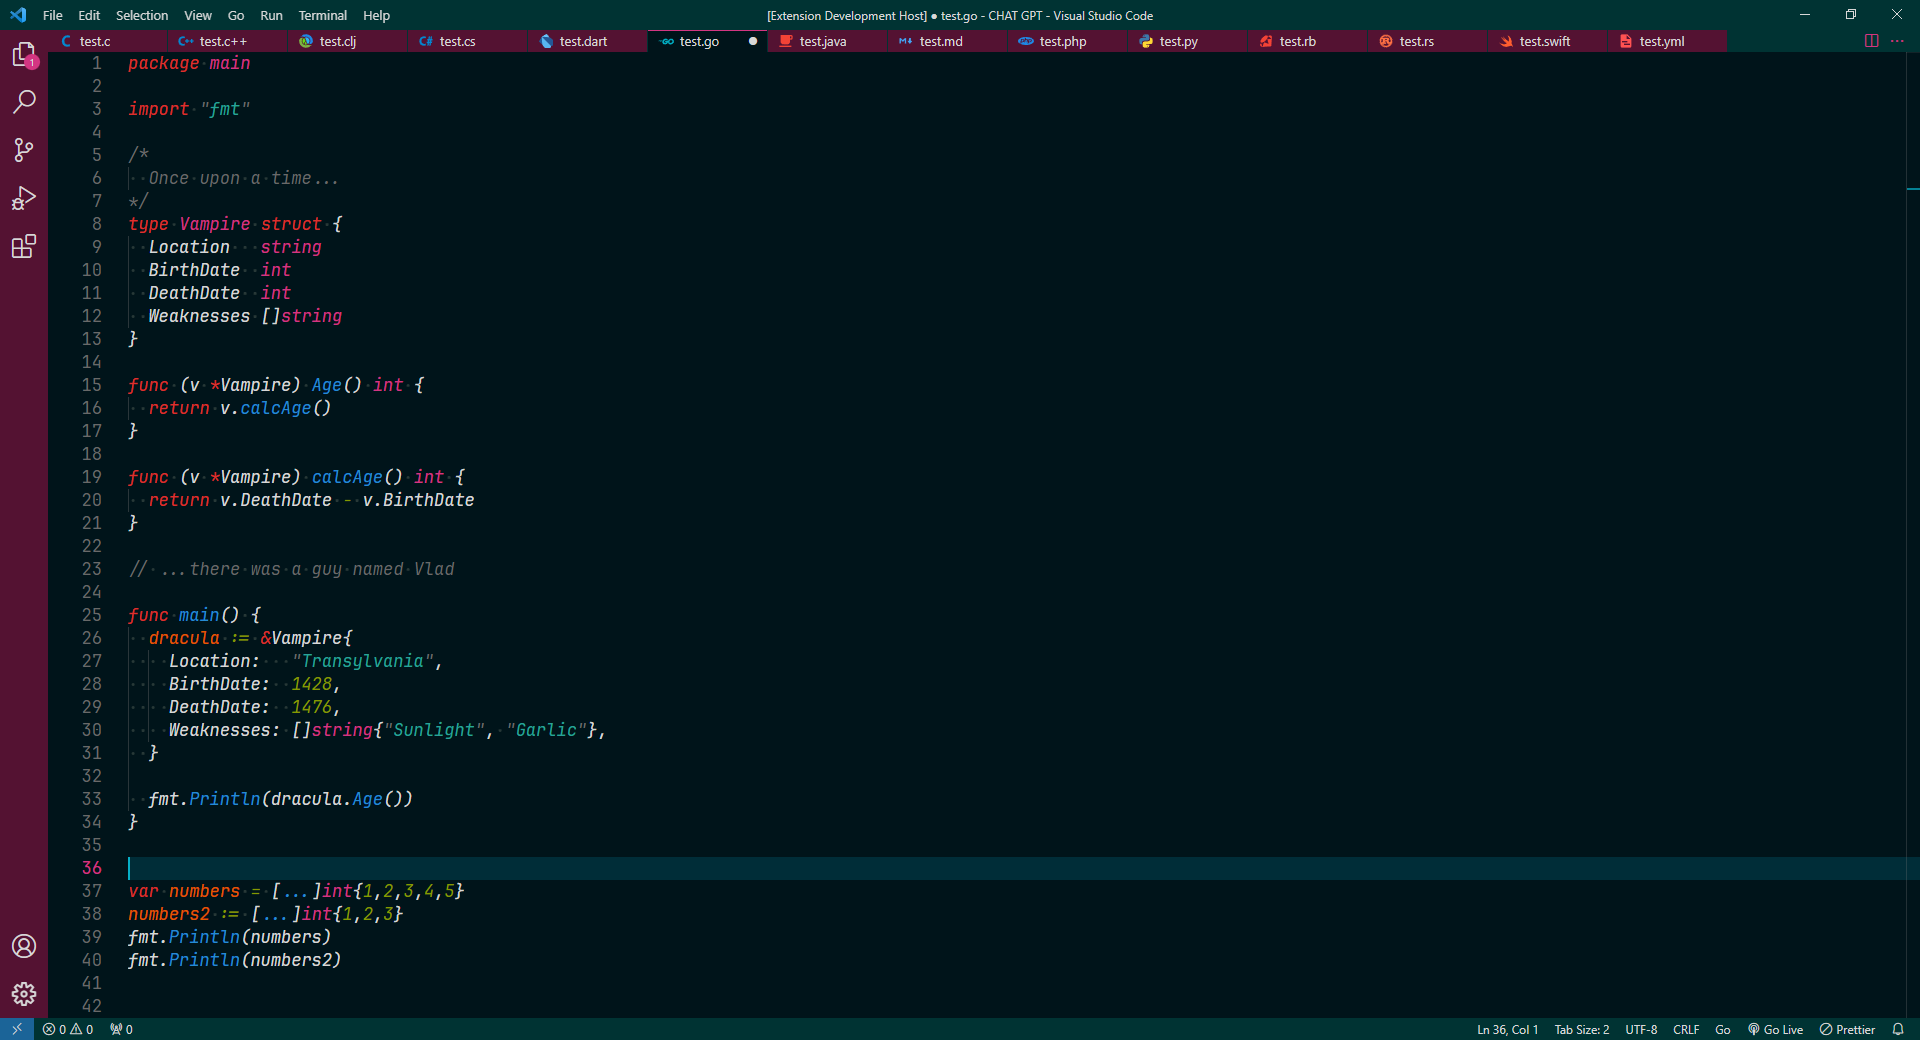 File Edit Selection View Go Run Terminal Help [Extension Development Host] ● test.go - CHAT GPT - Visual Studio Code
C test.c C++ test.c++ test.clj C# test.cs test.dart GO test.go ● test.java M↓ test.md php test.php test.py test.rb test.rs test.swift test.yml ...
1
1 package main
2
3 import "fmt"
4
5 /*
6 Once upon a time...
7 */
8 type Vampire struct {
9 Location string
10 BirthDate int
11 DeathDate int
12 Weaknesses []string
13 }
14
15 func (v *Vampire) Age() int {
16 return v.calcAge()
17 }
18
19 func (v *Vampire) calcAge() int {
20 return v.DeathDate - v.BirthDate
21 }
22
23 // ...there was a guy named Vlad
24
25 func main() {
26 dracula := &Vampire{
27 Location: "Transylvania",
28 BirthDate: 1428,
29 DeathDate: 1476,
30 Weaknesses: []string{"Sunlight", "Garlic"},
31 }
32
33 fmt.Println(dracula.Age())
34 }
35
36
37 var numbers = [...]int{1,2,3,4,5}
38 numbers2 := [...]int{1,2,3}
39 fmt.Println(numbers)
40 fmt.Println(numbers2)
41
42
0 0 0 Ln 36, Col 1 Tab Size: 2 UTF-8 CRLF Go Go Live Prettier